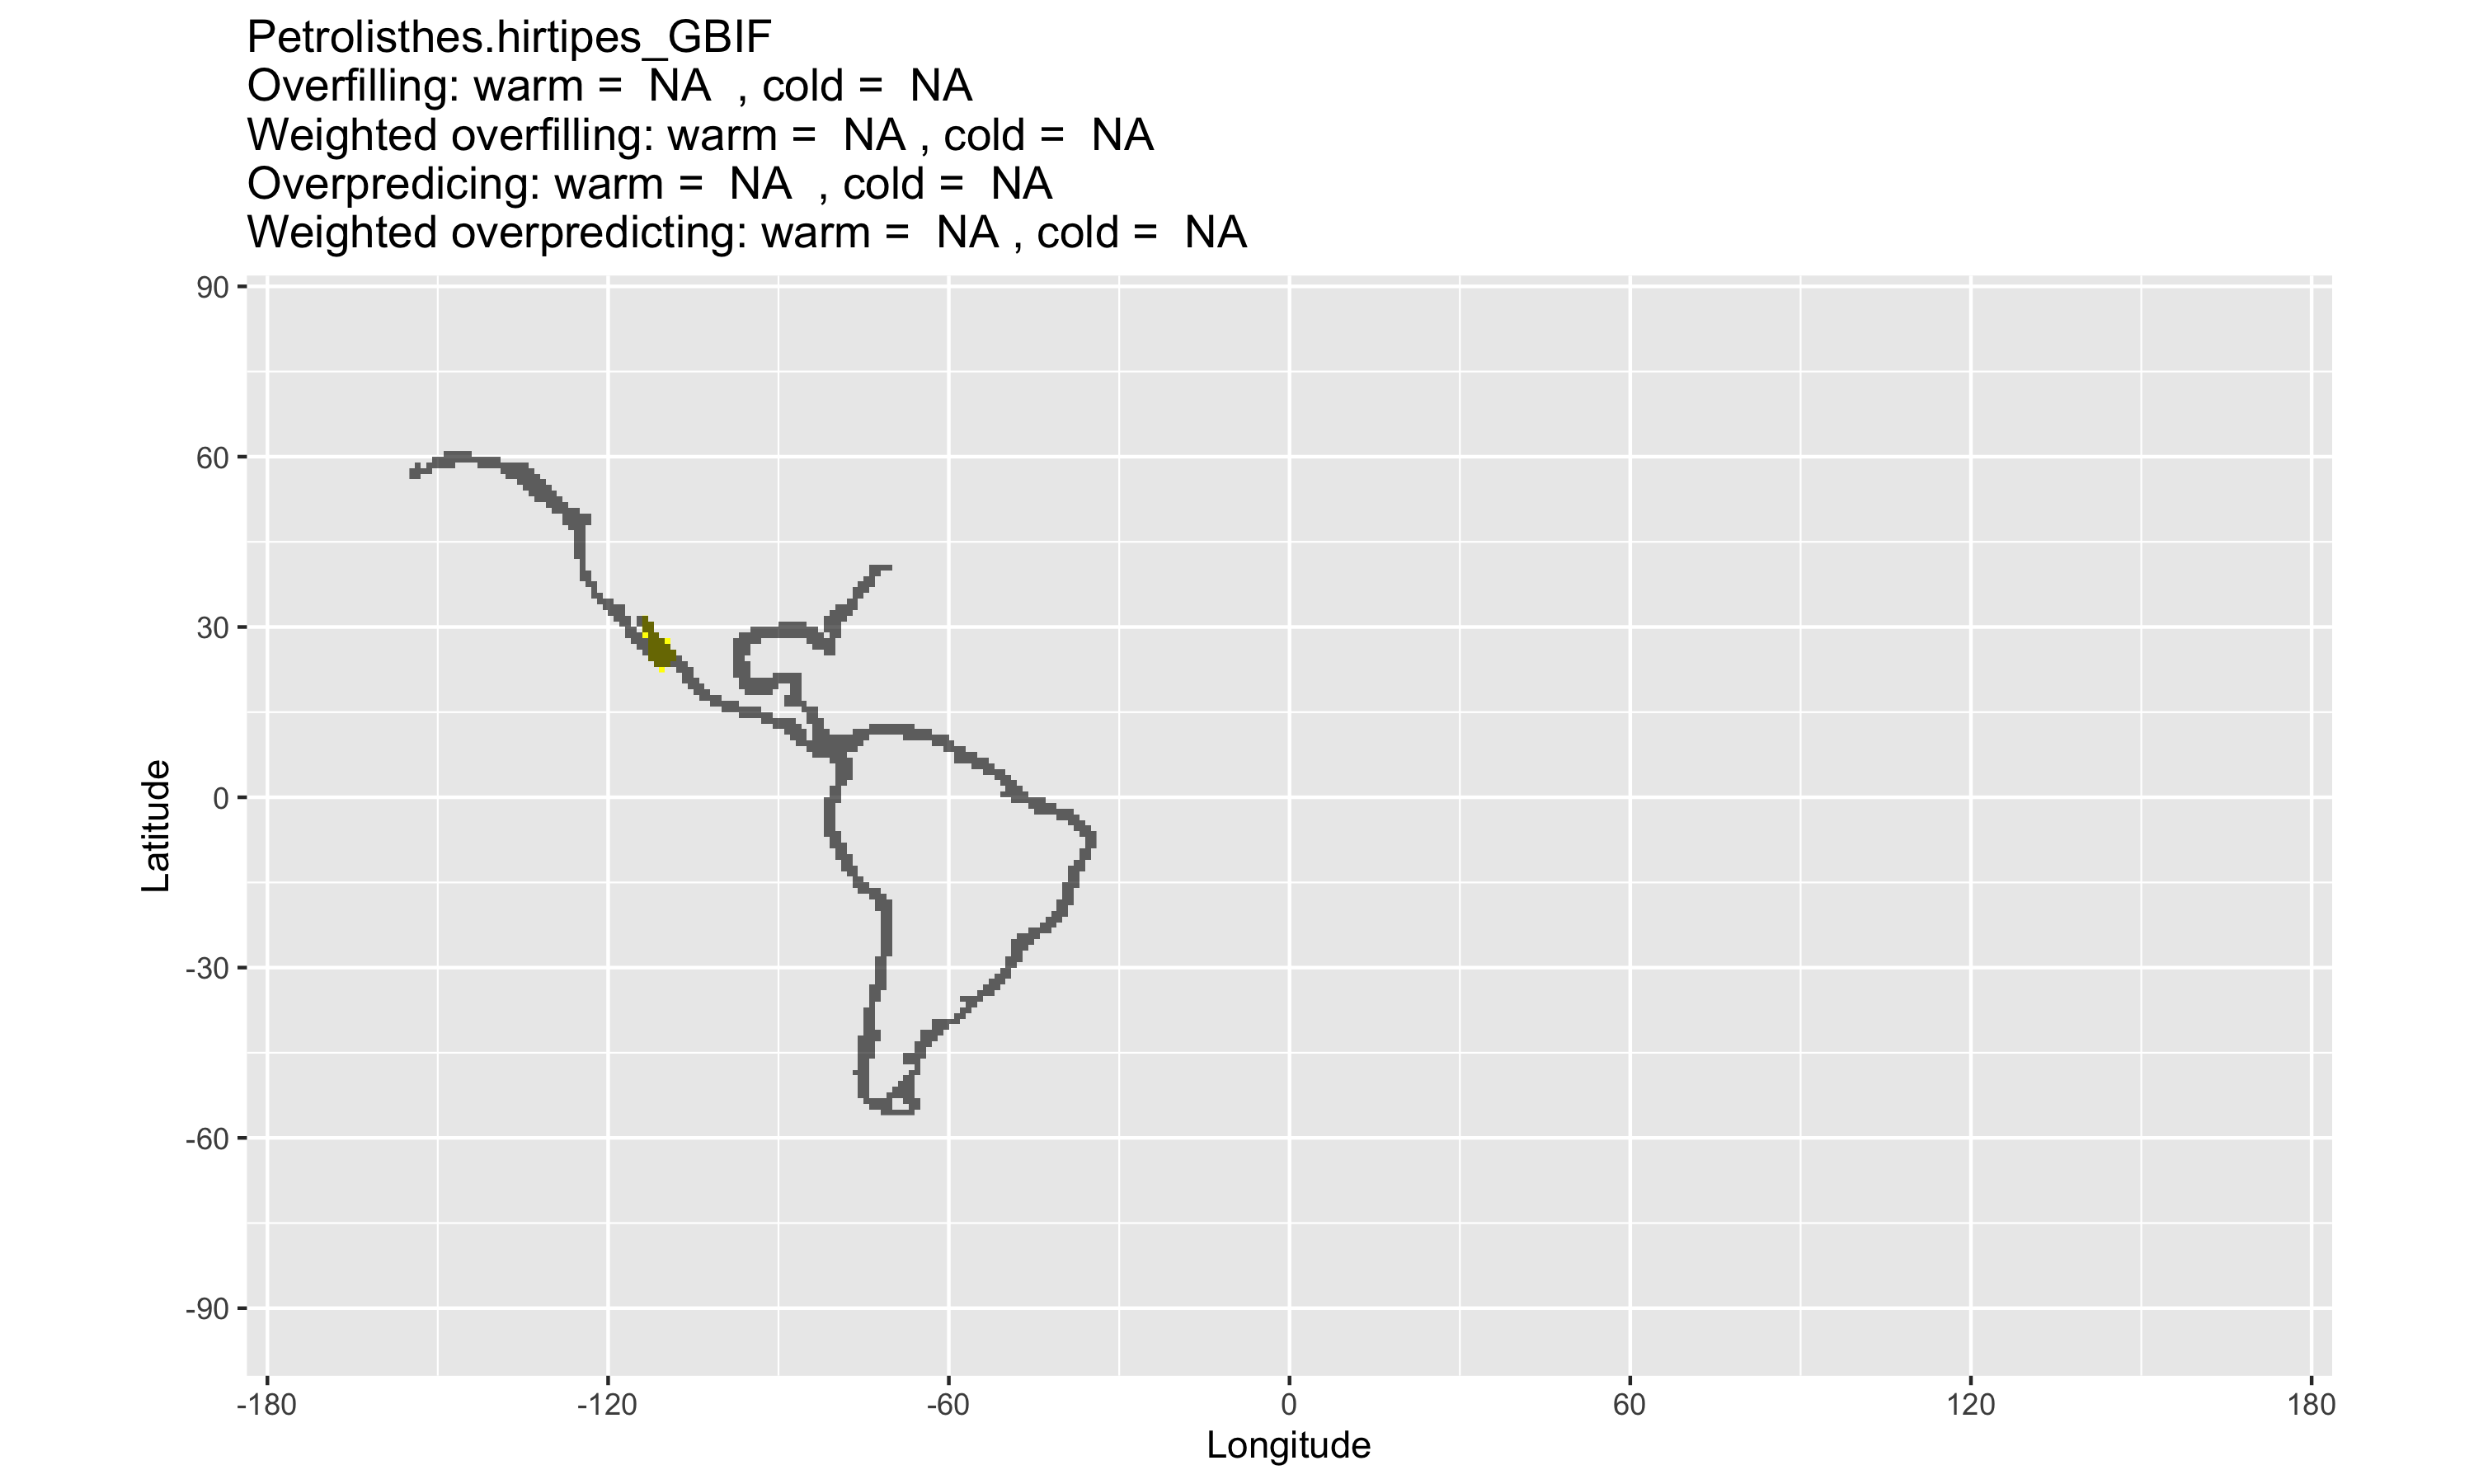 Petrolisthes.hirtipes_GBIF
Overfilling: warm =  NA  , cold =  NA
Weighted overfilling: warm =  NA , cold =  NA
Overpredicing: warm =  NA  , cold =  NA
Weighted overpredicting: warm =  NA , cold =  NA
90
60
30
0
-30
-60
-90
Latitude
-180
-120
-60
0
60
120
180
Longitude